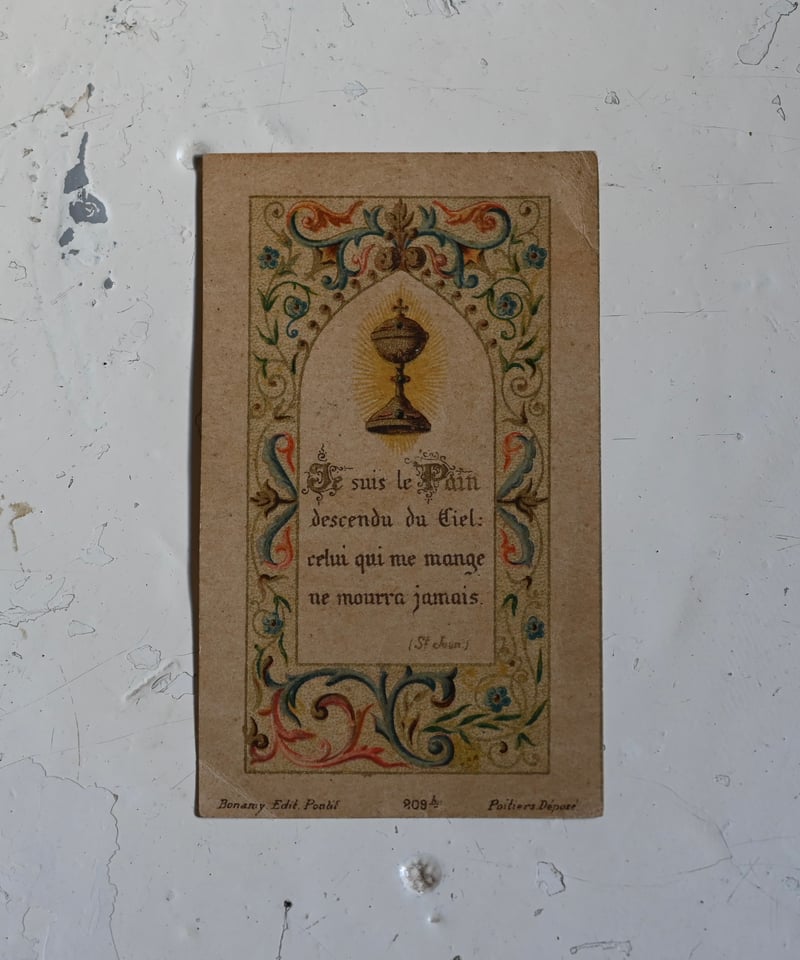 Je suis le Pain
descendu du Ciel:
celui qui me mange
ne mourra jamais.
(St Jean)
Bonamy Edit. Pontif 209 bis Poitiers Déposé